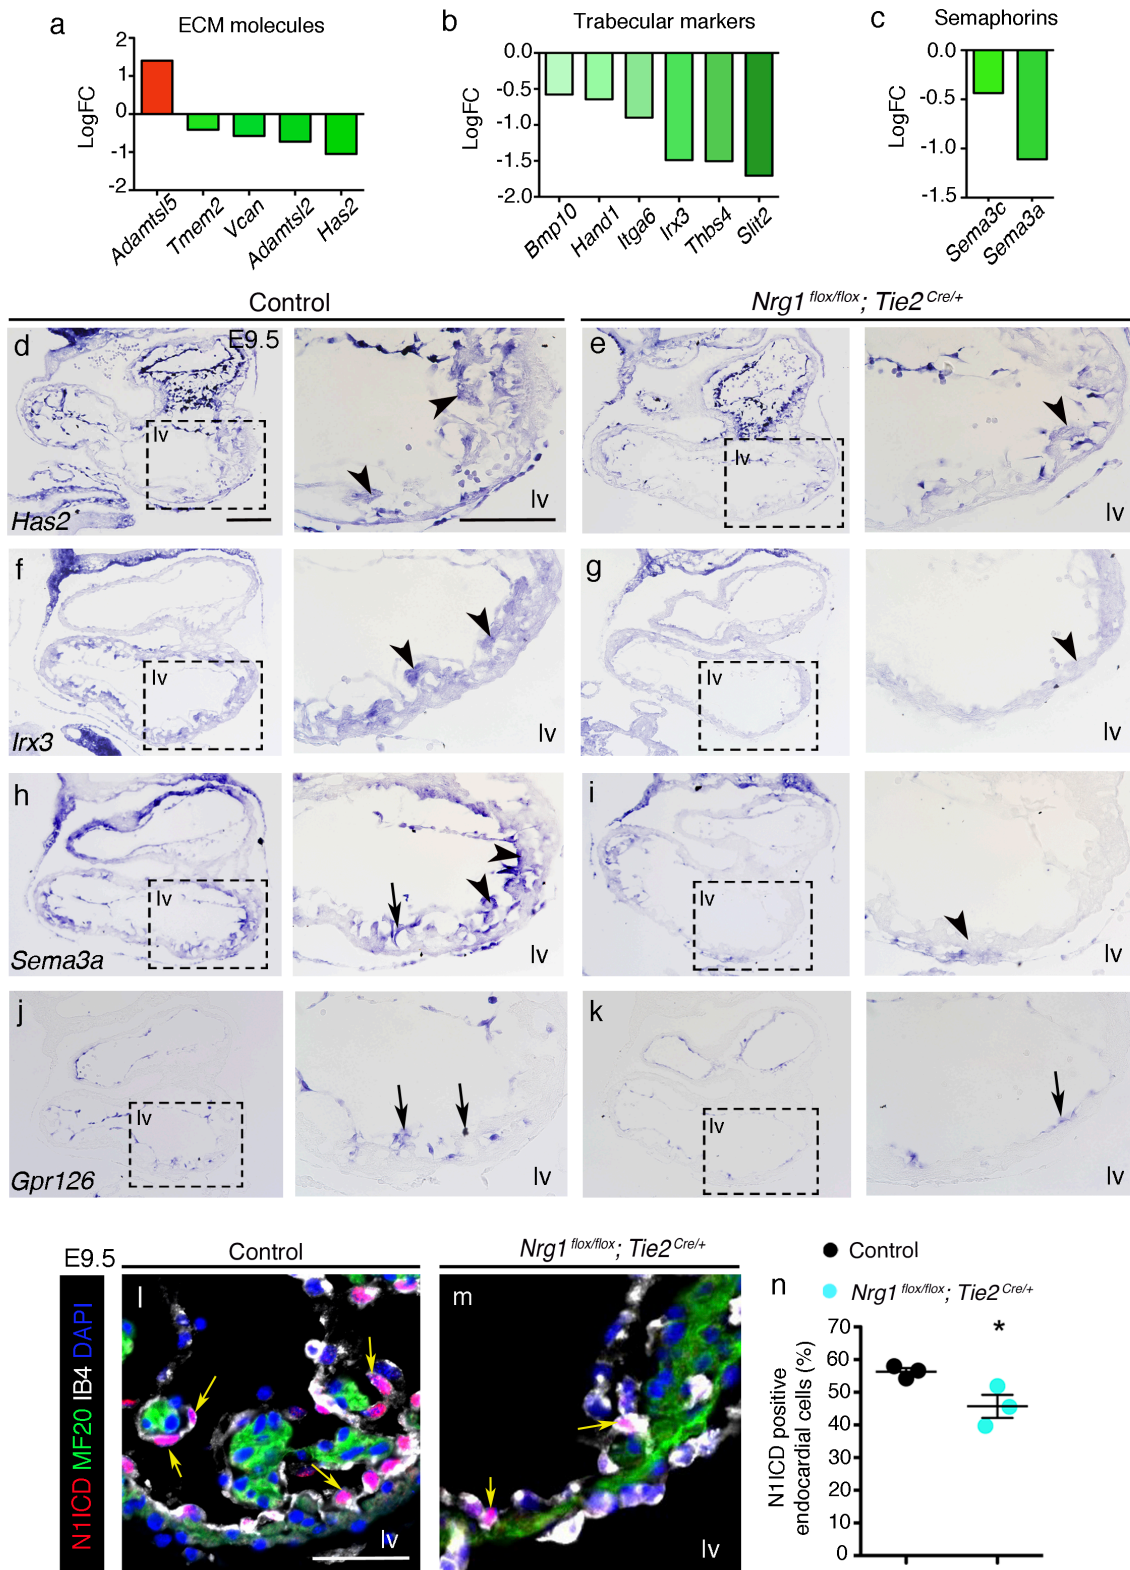 a ECM molecules
2
1
0
-1
-2
LogFC
Adamtsl5 Tmem2 Vcan Adamtsl2 Has2
b Trabecular markers
0.0
-0.5
-1.0
-1.5
-2.0
LogFC
Bmp10 Hand1 Itga6 Irx3 Thbs4 Slit2
c Semaphorins
0.0
-0.5
-1.0
-1.5
LogFC
Sema3c Sema3a
Control Nrg1 flox/flox; Tie2 Cre/+
d E9.5 e
lv lv
Has2 lv lv
f g
lv lv
Irx3 lv lv
h i
lv lv
Sema3a lv lv
j k
lv lv
Gpr126 lv lv
E9.5 Control Nrg1 flox/flox; Tie2 Cre/+
N1ICD MF20 IB4 DAPI
l m
lv lv
n
Control
Nrg1 flox/flox; Tie2 Cre/+
*
70
60
50
40
30
20
10
0
N1ICD positive
endocardial cells (%)